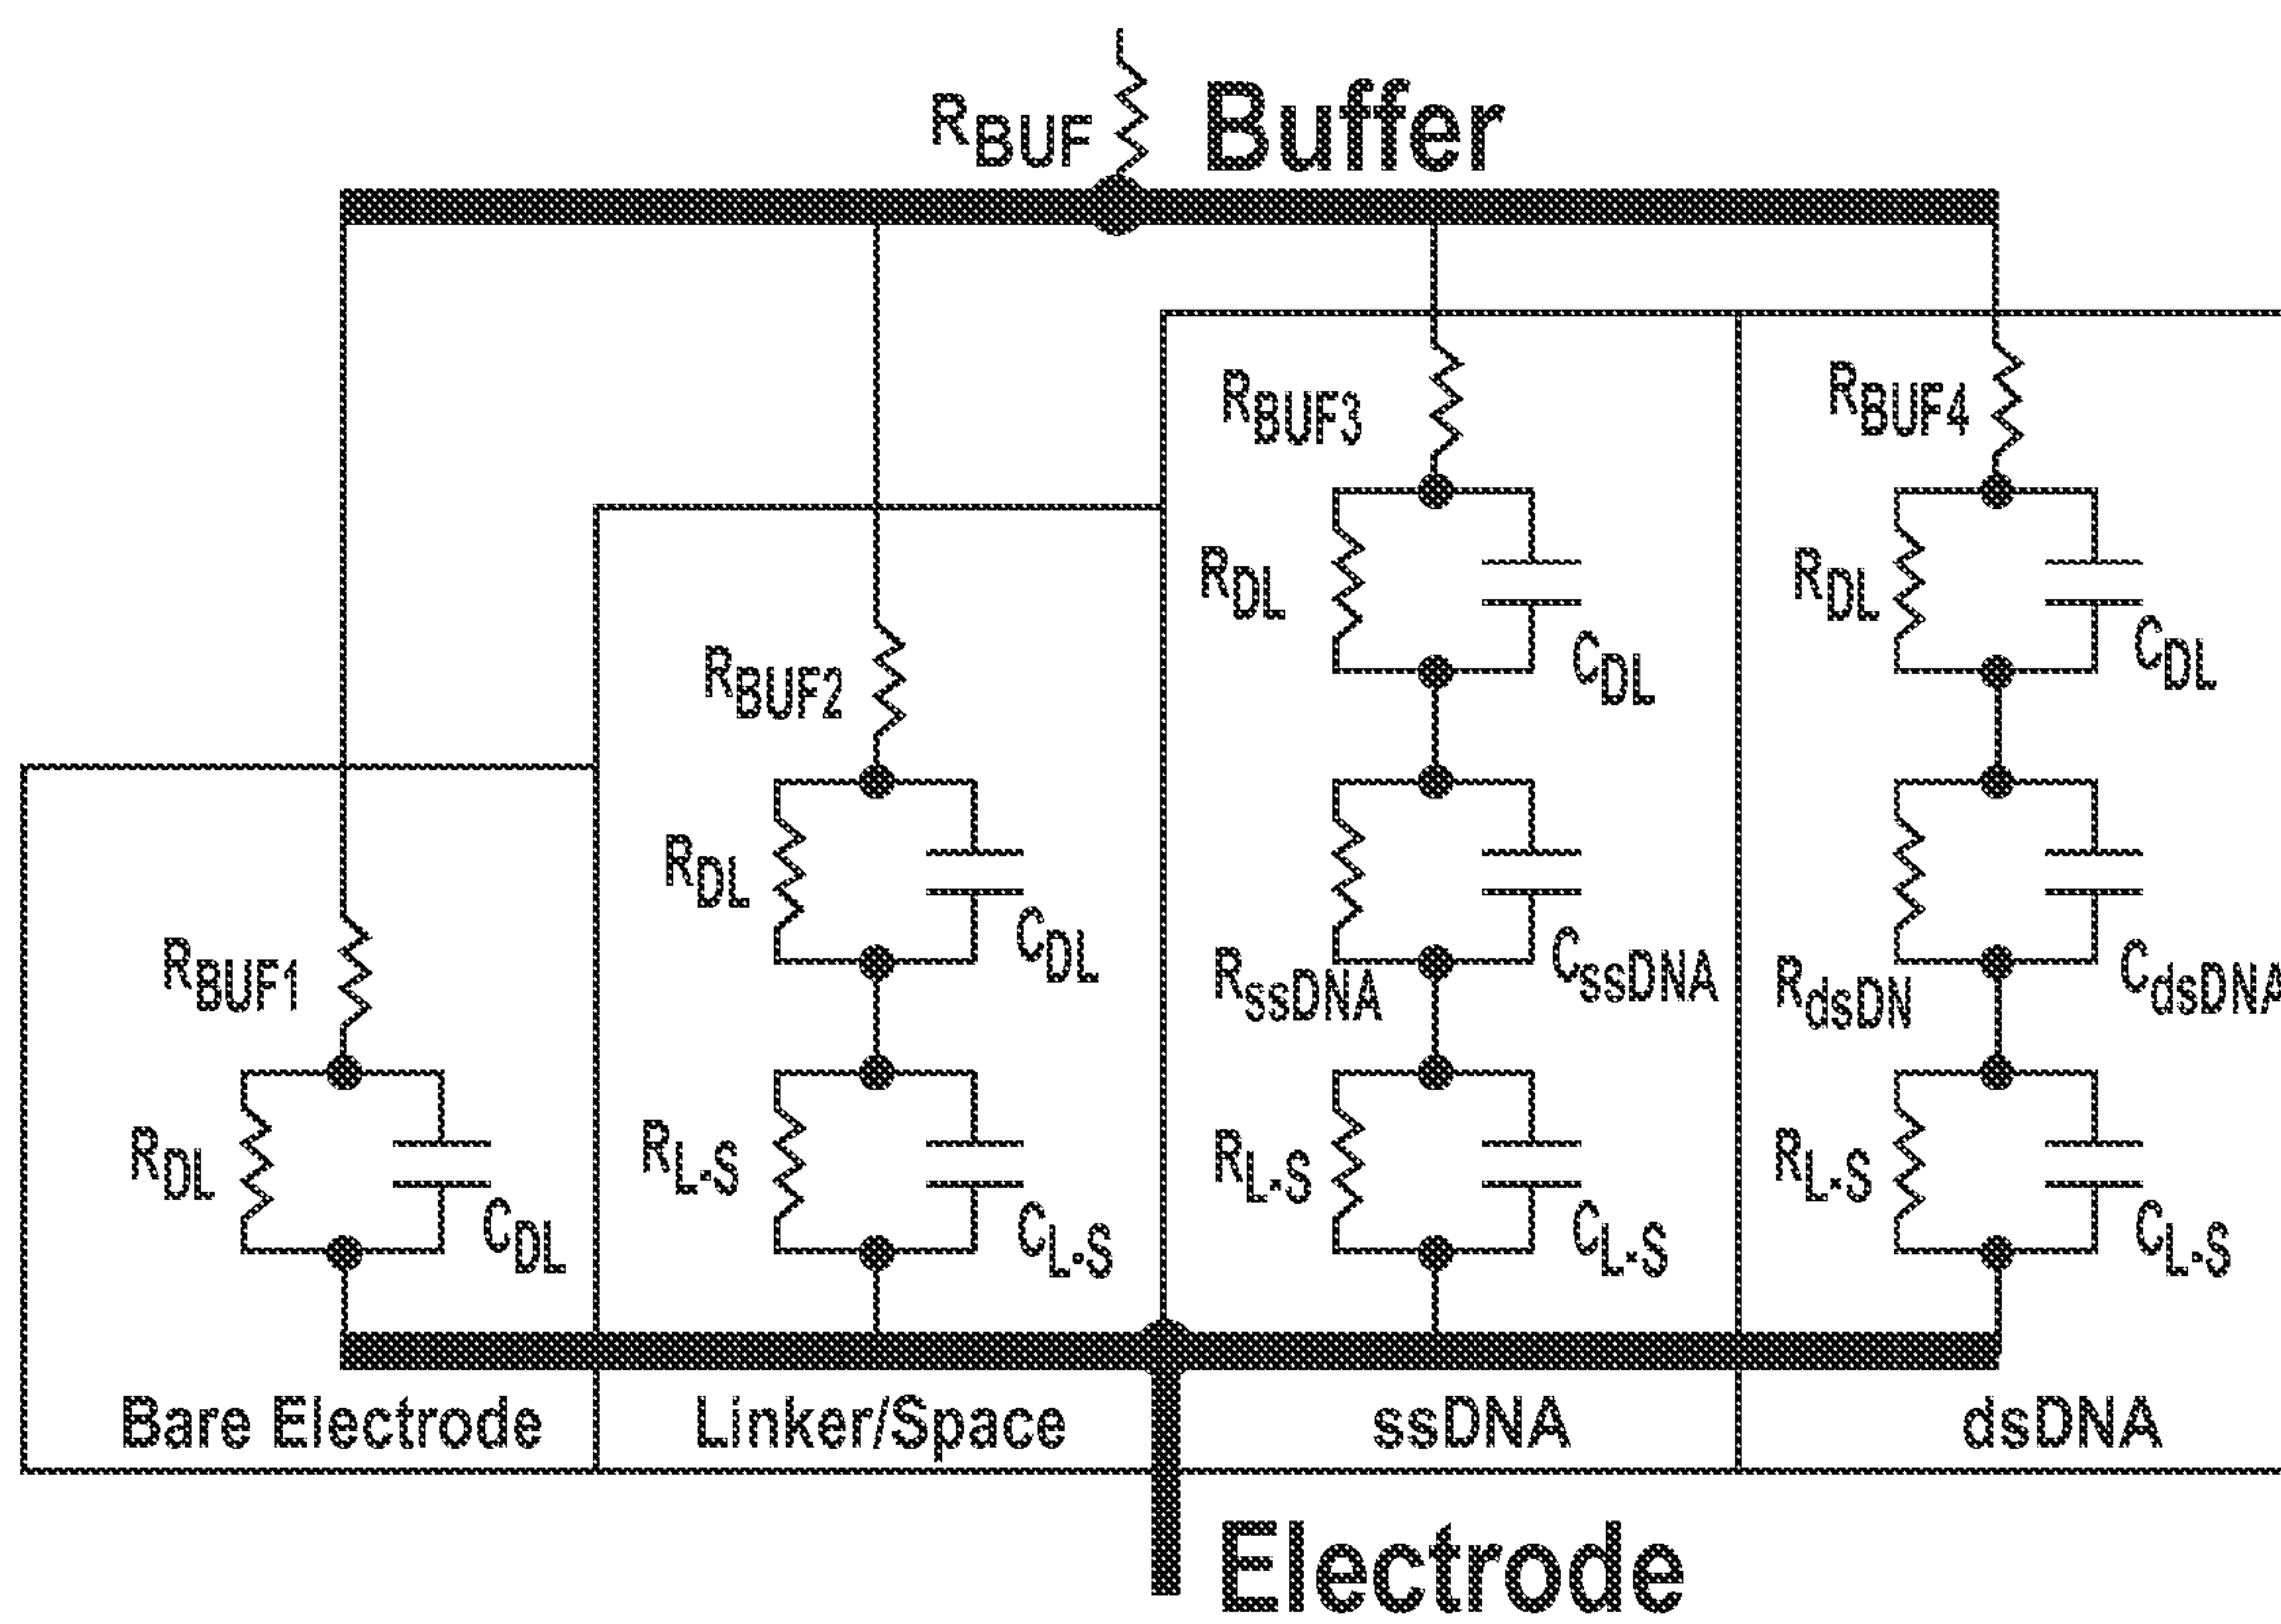 RBUF Buffer
RBUF3 RBUF4
RDL CDL RDL CDL
RBUF2
RDL CDL
RssDNA CssDNA RdsDN CdsDNA
RBUF1
RDL CDL
RL-S CL-S RL-S CL-S RL-S CL-S
Bare Electrode Linker/Space ssDNA dsDNA
Electrode